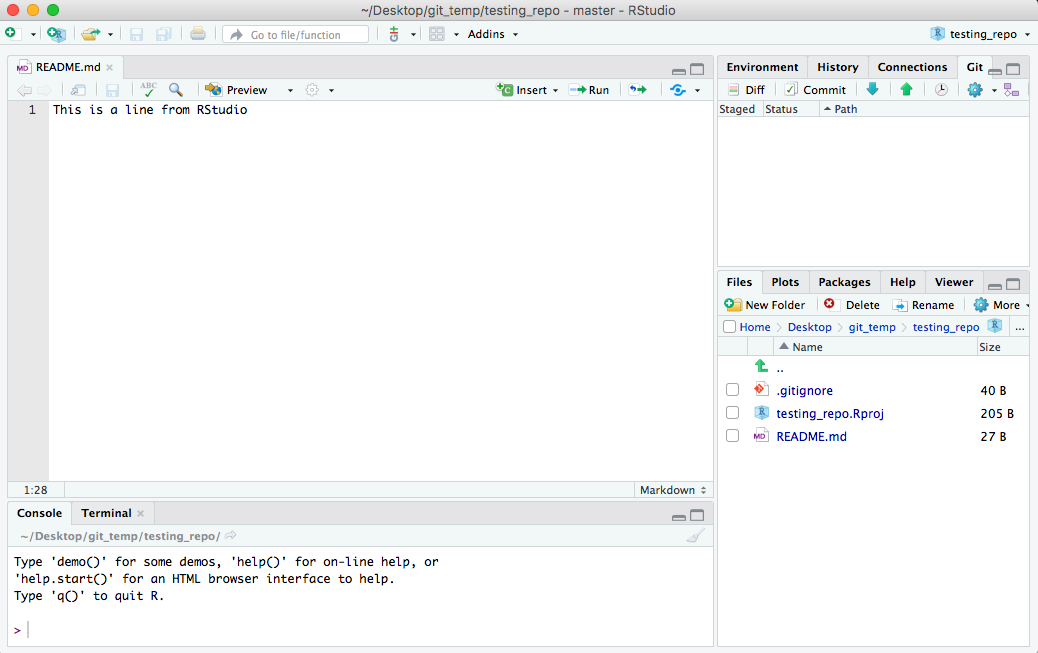 ~/Desktop/git_temp/testing_repo - master - RStudio
Go to file/function
Addins
testing_repo
README.md
ABC
Preview
Insert
Run
1 This is a line from RStudio
1:28
Markdown
Console Terminal
~/Desktop/git_temp/testing_repo/
Type 'demo()' for some demos, 'help()' for on-line help, or
'help.start()' for an HTML browser interface to help.
Type 'q()' to quit R.
>
Environment History Connections Git
Diff Commit
Staged Status Path
Files Plots Packages Help Viewer
New Folder Delete Rename More
Home Desktop git_temp testing_repo R ...
Name Size
..
.gitignore 40 B
R testing_repo.Rproj 205 B
MD README.md 27 B